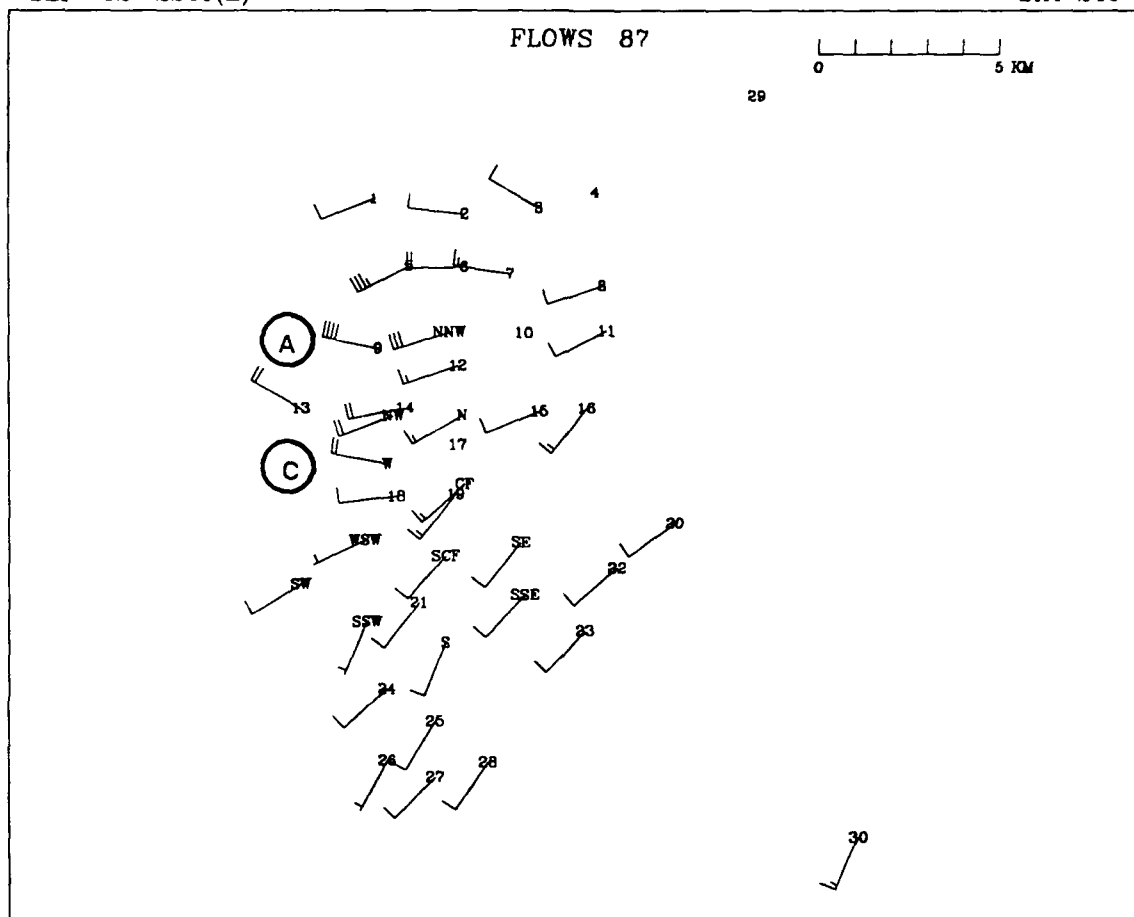 FLOWS 87
0 5 KM
29
1 2 3 4
5 6 7 8
A 9 NNW 10 11
12
13 14 NW N 15 16
17
C W
18 19 CF
20
WSW SCF SE
SW 22
21 SSE
SSW S 23
24
25
26 27 28
30